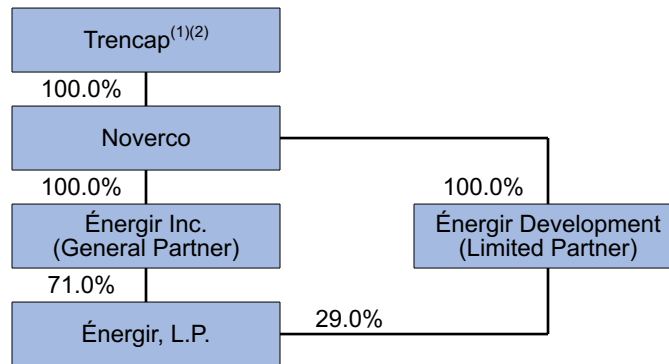 Trencap(1)(2)
100.0%
Noverco
100.0%
100.0%
Énergir Inc.
(General Partner)
Énergir Development
(Limited Partner)
71.0%
29.0%
Énergir, L.P.